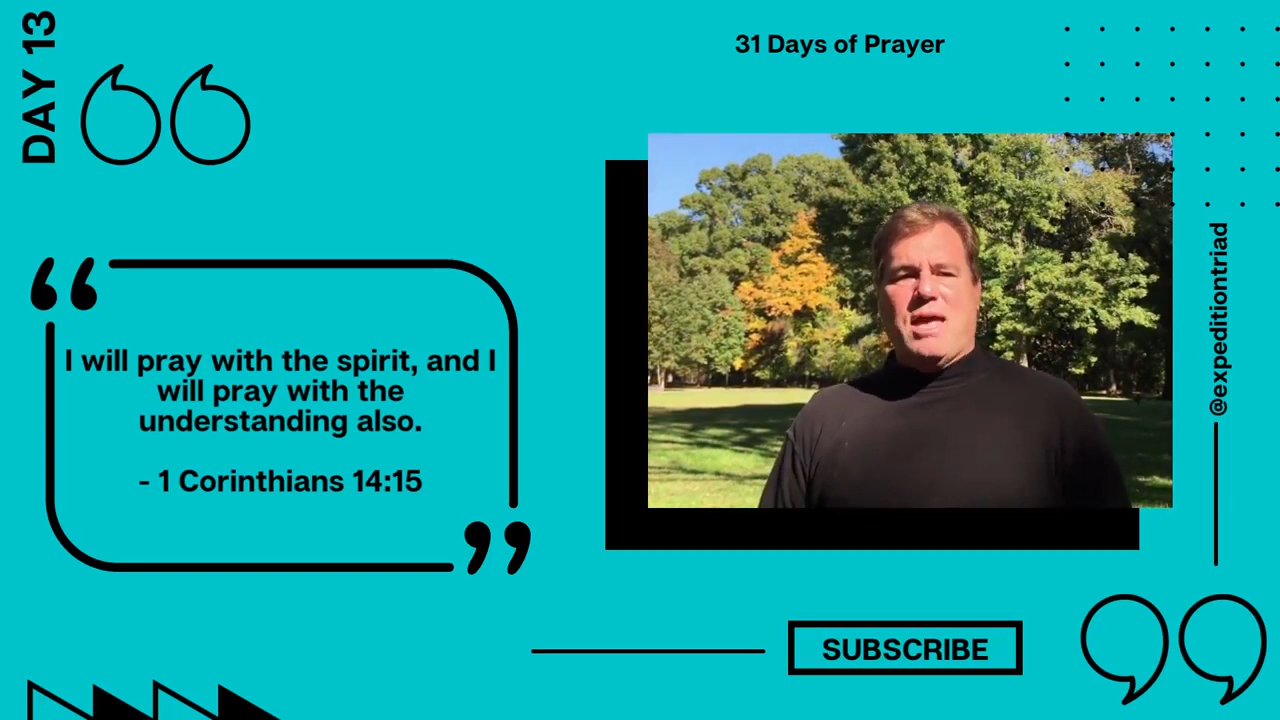 DAY 13
31 Days of Prayer
I will pray with the spirit, and I
will pray with the
understanding also.
- 1 Corinthians 14:15
@expeditiontriad
SUBSCRIBE